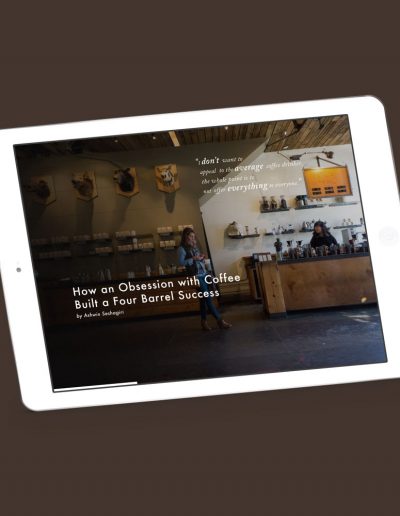 "I don't want to
appeal to the average coffee drinker,
the whole point is to
not offer everything to everyone."
How an Obsession with Coffee
Built a Four Barrel Success
by Ashwin Seshagiri